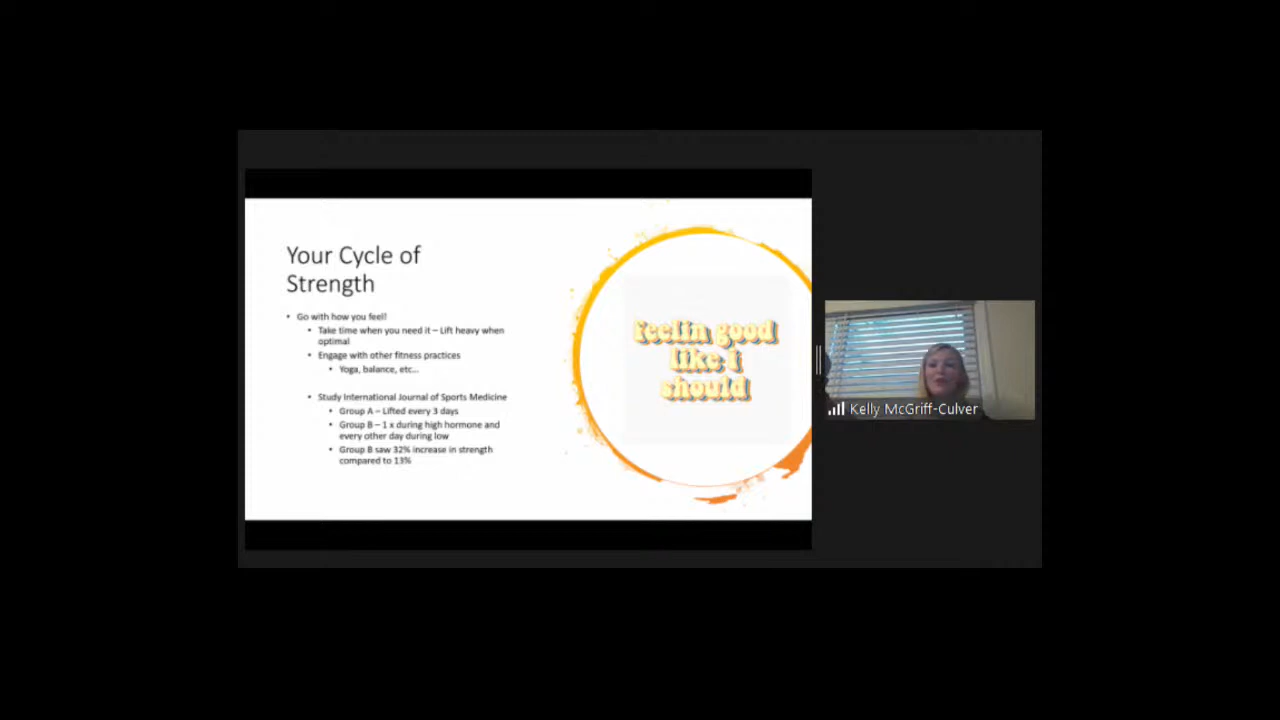 Your Cycle of
Strength
• Go with how you feel!
• Take time when you need it – Lift heavy when
optimal
• Engage with other fitness practices
• Yoga, balance, etc…
• Study International Journal of Sports Medicine
• Group A – Lifted every 3 days
• Group B – 1 x during high hormone and
every other day during low
• Group B saw 32% increase in strength
compared to 13%
feelin good
like i
should
Kelly McGriff-Culver